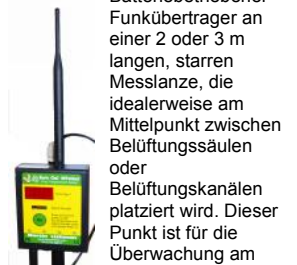 Funkübertrager an
einer 2 oder 3 m
langen, starren
Messlanze, die
idealerweise am
Mittelpunkt zwischen
Belüftungssäulen
oder
Belüftungskanälen
platziert wird. Dieser
Punkt ist für die
Überwachung am